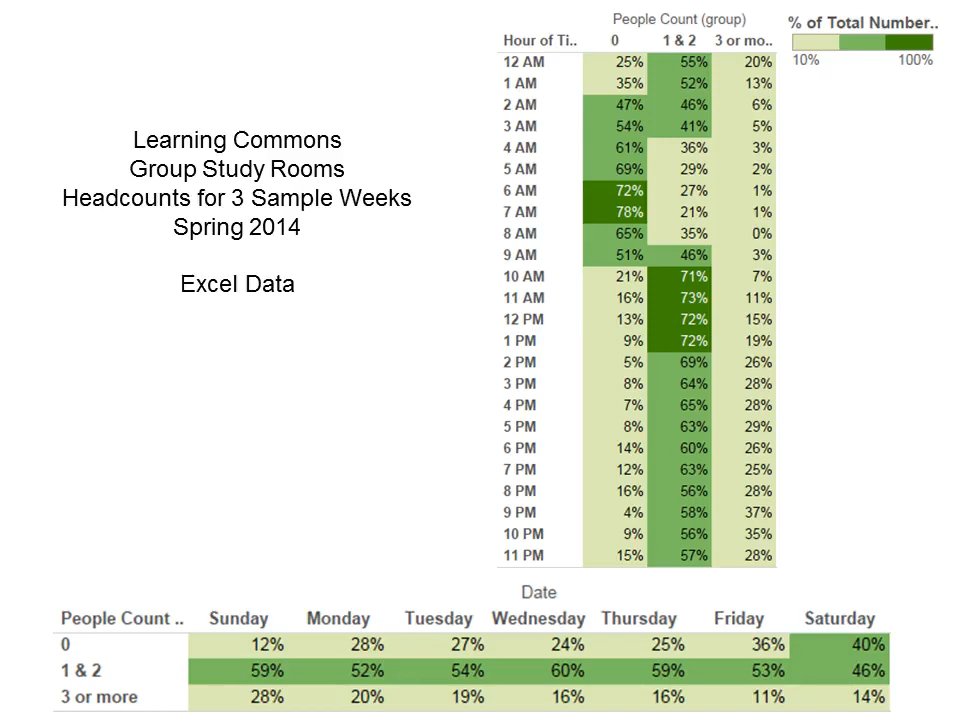 Learning Commons
Group Study Rooms
Headcounts for 3 Sample Weeks
Spring 2014
Excel Data
People Count (group)
Hour of Ti.. 0 1 & 2 3 or mo..
12 AM 25% 55% 20%
1 AM 35% 52% 13%
2 AM 47% 46% 6%
3 AM 54% 41% 5%
4 AM 61% 36% 3%
5 AM 69% 29% 2%
6 AM 72% 27% 1%
7 AM 78% 21% 1%
8 AM 65% 35% 0%
9 AM 51% 46% 3%
10 AM 21% 71% 7%
11 AM 16% 73% 11%
12 PM 13% 72% 15%
1 PM 9% 72% 19%
2 PM 5% 69% 26%
3 PM 8% 64% 28%
4 PM 7% 65% 28%
5 PM 8% 63% 29%
6 PM 14% 60% 26%
7 PM 12% 63% 25%
8 PM 16% 56% 28%
9 PM 4% 58% 37%
10 PM 9% 56% 35%
11 PM 15% 57% 28%
% of Total Number..
10% 100%
Date
People Count .. Sunday Monday Tuesday Wednesday Thursday Friday Saturday
0 12% 28% 27% 24% 25% 36% 40%
1 & 2 59% 52% 54% 60% 59% 53% 46%
3 or more 28% 20% 19% 16% 16% 11% 14%